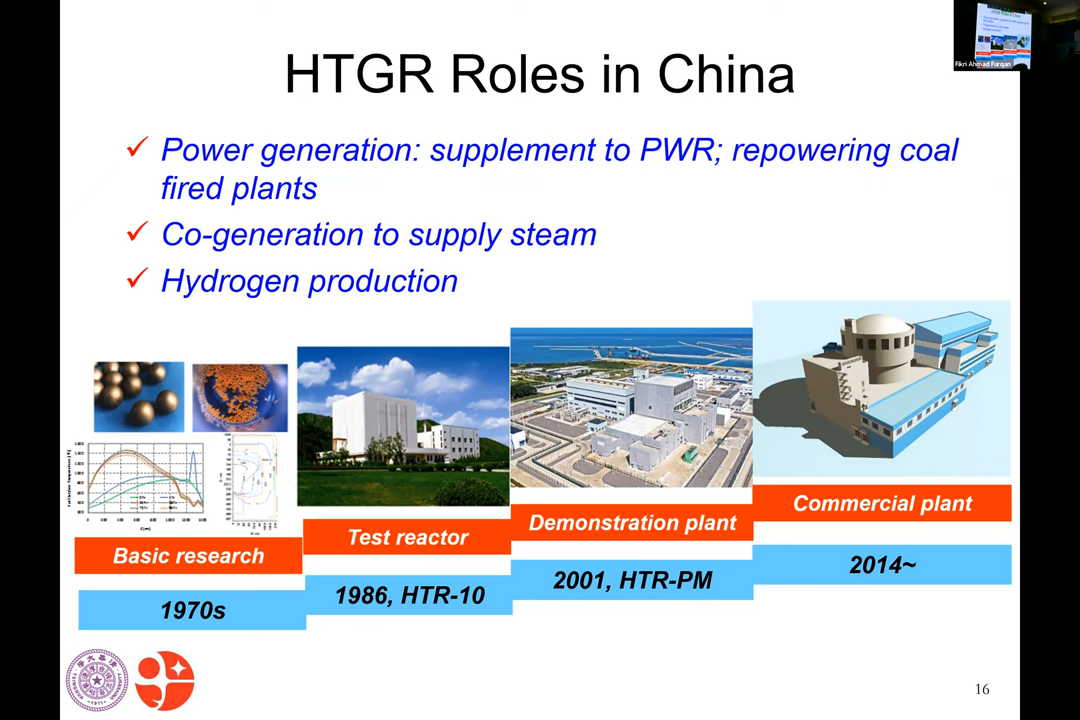 HTGR Roles in China
Fikri Ahmad Furqan
Power generation: supplement to PWR; repowering coal
fired plants
Co-generation to supply steam
Hydrogen production
Commercial plant
Demonstration plant
Test reactor
Basic research
2014~
2001, HTR-PM
1986, HTR-10
1970s
1911
16